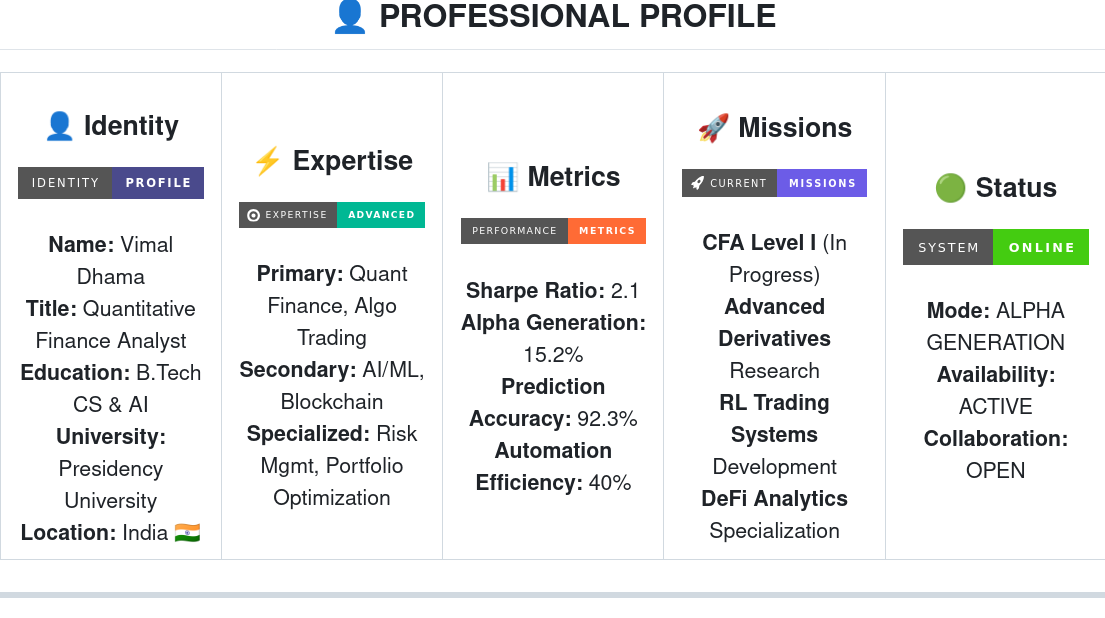 👤 PROFESSIONAL PROFILE
👤 Identity
IDENTITY PROFILE
Name: Vimal
Dhama
Title: Quantitative
Finance Analyst
Education: B.Tech
CS & AI
University:
Presidency
University
Location: India 🇮🇳
⚡ Expertise
EXPERTISE ADVANCED
Primary: Quant
Finance, Algo
Trading
Secondary: AI/ML,
Blockchain
Specialized: Risk
Mgmt, Portfolio
Optimization
📊 Metrics
PERFORMANCE METRICS
Sharpe Ratio: 2.1
Alpha Generation:
15.2%
Prediction
Accuracy: 92.3%
Automation
Efficiency: 40%
🚀 Missions
CURRENT MISSIONS
CFA Level I (In
Progress)
Advanced
Derivatives
Research
RL Trading
Systems
Development
DeFi Analytics
Specialization
🟢 Status
SYSTEM ONLINE
Mode: ALPHA
GENERATION
Availability:
ACTIVE
Collaboration:
OPEN